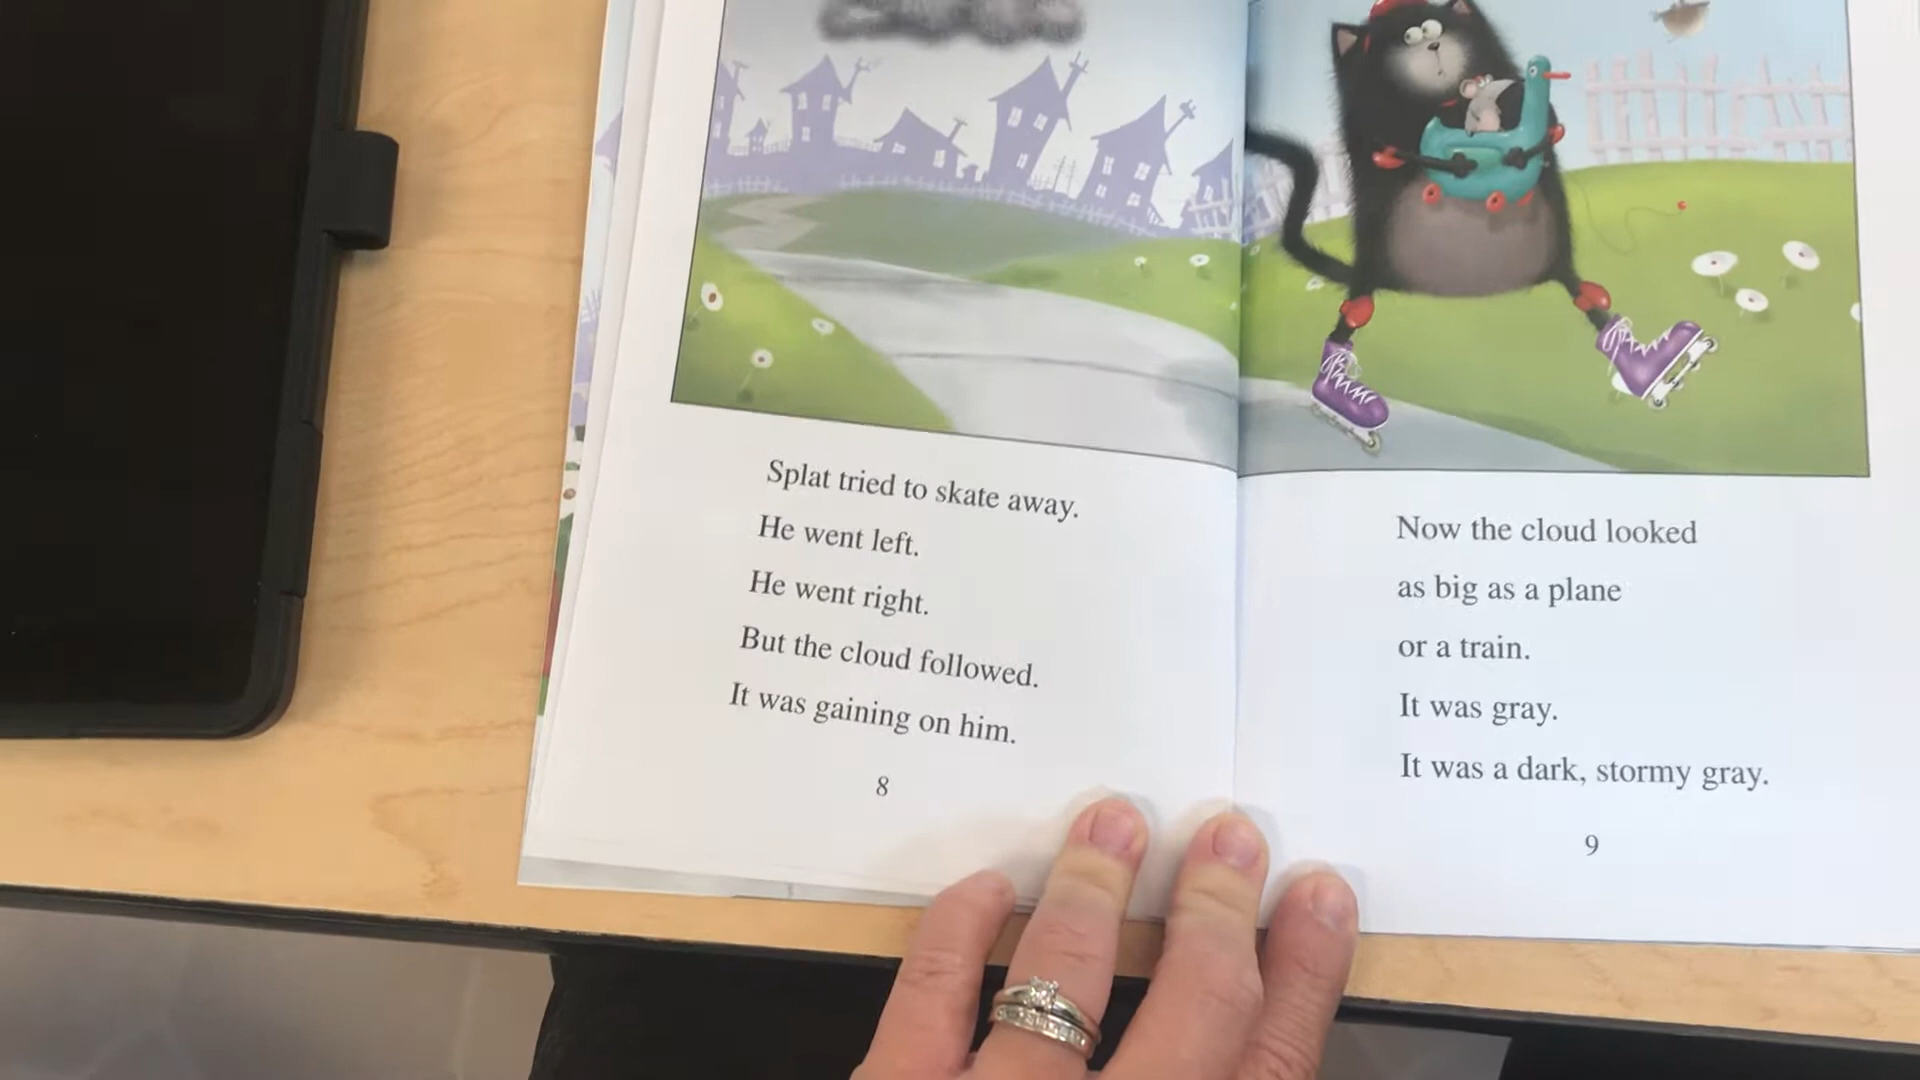 Splat tried to skate away.
He went left.
He went right.
But the cloud followed.
It was gaining on him.
8
Now the cloud looked
as big as a plane
or a train.
It was gray.
It was a dark, stormy gray.
9